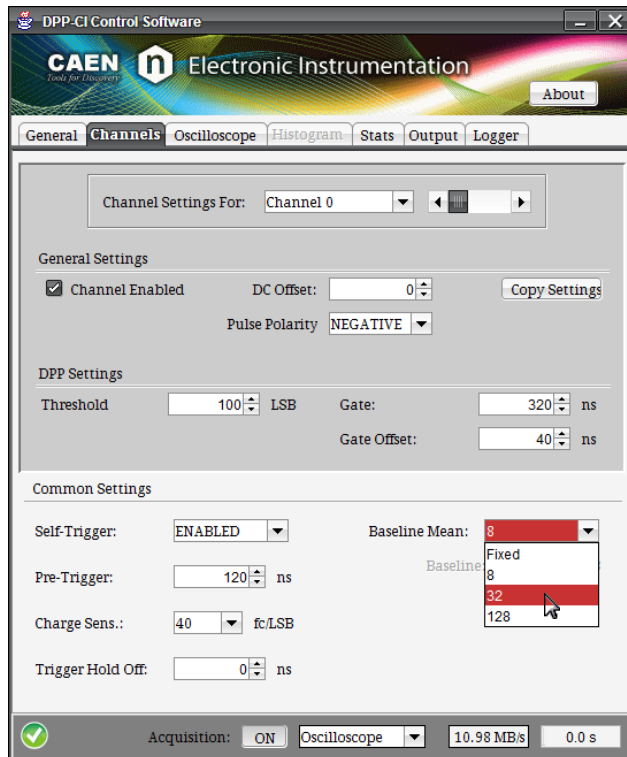 DPP-CI Control Software
CAEN n Electronic Instrumentation
Tools for Discovery
About
General Channels Oscilloscope Histogram Stats Output Logger
Channel Settings For: Channel 0
General Settings
Channel Enabled DC Offset: 0 Copy Settings
Pulse Polarity NEGATIVE
DPP Settings
Threshold 100 LSB Gate: 320 ns
Gate Offset: 40 ns
Common Settings
Self-Trigger: ENABLED Baseline Mean: 8
Fixed
Pre-Trigger: 120 ns Baseline 8
32
Charge Sens.: 40 fc/LSB 128
Trigger Hold Off: 0 ns
Acquisition: ON Oscilloscope 10.98 MB/s 0.0 s